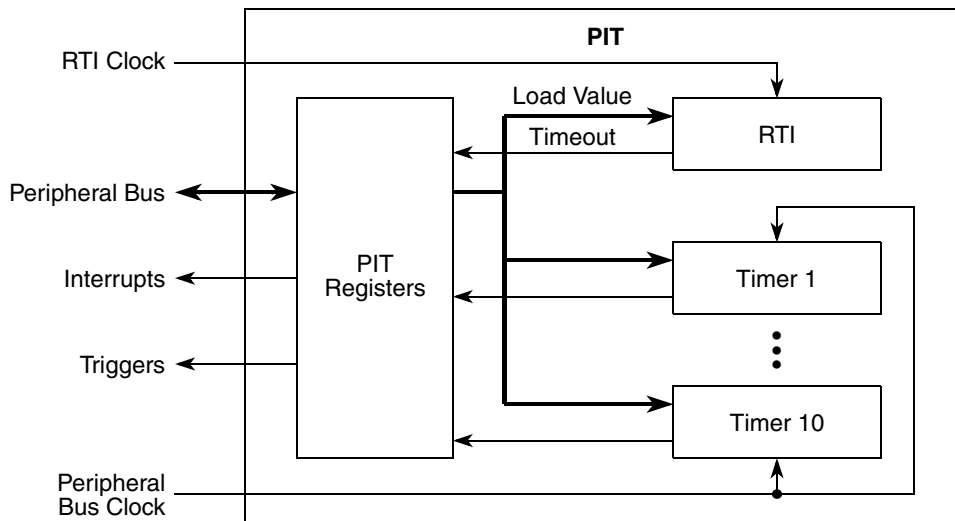 PIT
RTI Clock
Load Value
RTI
Timeout
Peripheral Bus
PIT
Registers
Interrupts
Timer 1
Triggers
Timer 10
Peripheral
Bus Clock